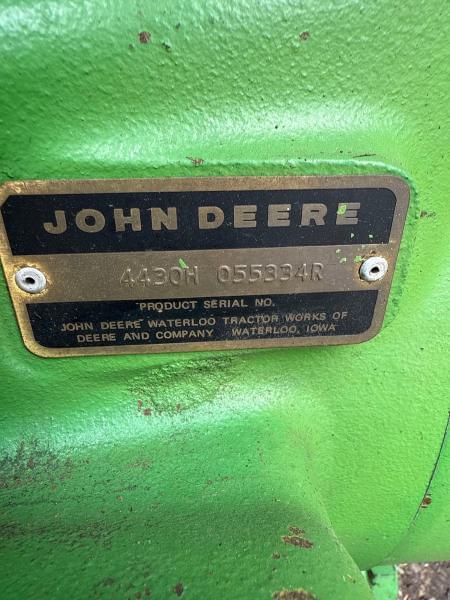 JOHN DEERE
4430H 055334R
PRODUCT SERIAL NO.
JOHN DEERE WATERLOO TRACTOR WORKS OF
DEERE AND COMPANY WATERLOO, IOWA